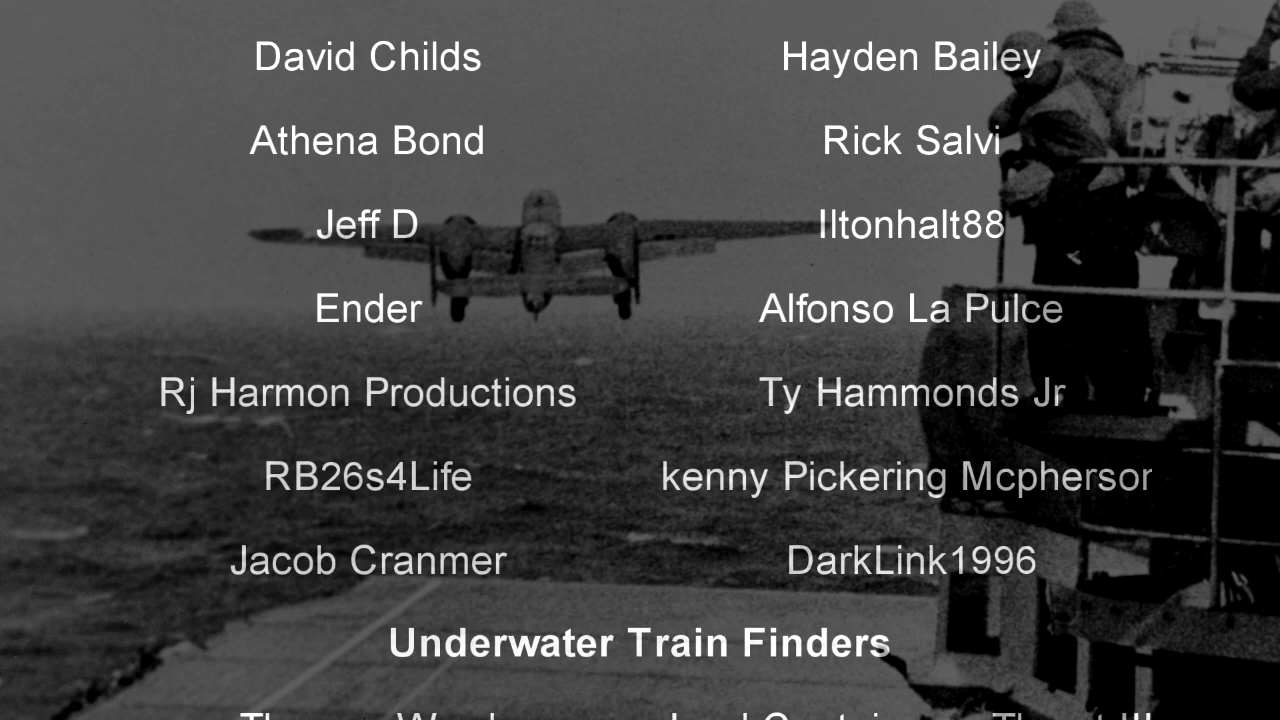 David Childs Hayden Bailey
Athena Bond Rick Salvi
Jeff D Iltonhalt88
Ender Alfonso La Pulce
Rj Harmon Productions Ty Hammonds Jr
RB26s4Life kenny Pickering Mcpherson
Jacob Cranmer DarkLink1996
Underwater Train Finders